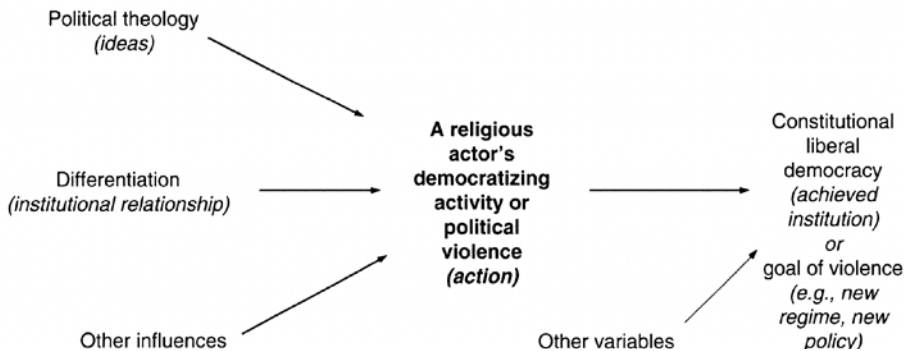 Political theology
(ideas)
Differentiation
(institutional relationship)
Other influences
A religious
actor's
democratizing
activity or
political
violence
(action)
Constitutional
liberal
democracy
(achieved
institution)
or
goal of violence
(e.g., new
regime, new
policy)
Other variables